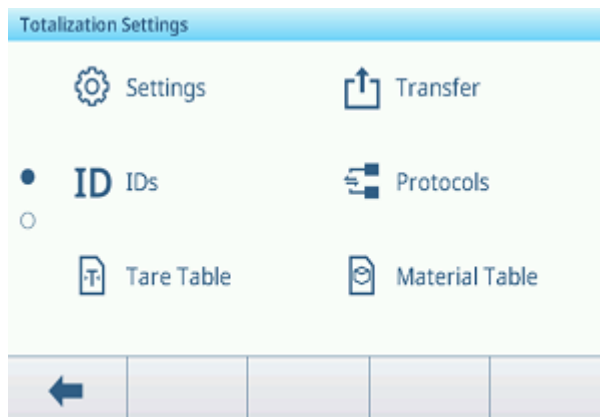 Totalization Settings
Settings
Transfer
ID IDs
Protocols
T Tare Table
Material Table